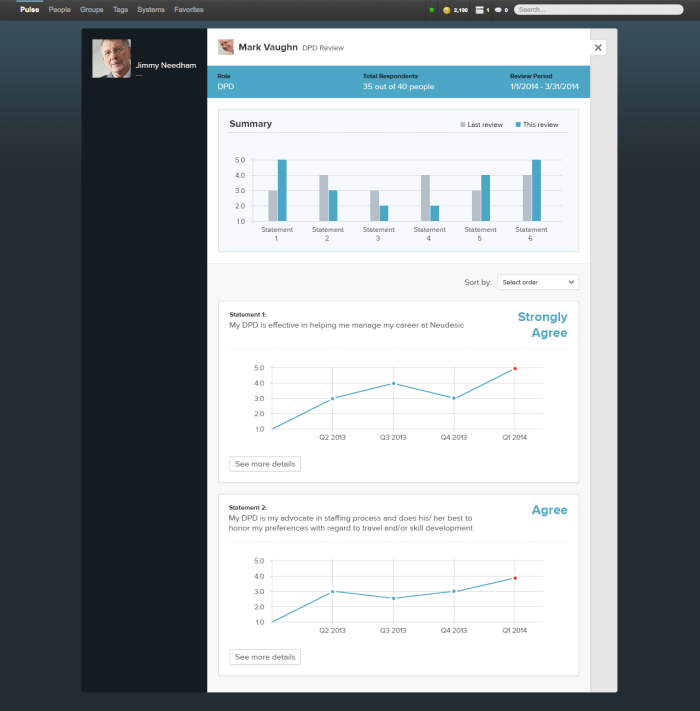 Pulse People Groups Tags Systems Favorites 2,100 1 0 Search...
Jimmy Needham
Mark Vaughn DPD Review
Role Total Respondents Review Period
DPD 35 out of 40 people 1/1/2014 - 3/31/2014
Summary Last review This review
5.0
4.0
3.0
2.0
1.0
Statement Statement Statement Statement Statement Statement
1 2 3 4 5 6
Sort by: Select order
Statement 1:
My DPD is effective in helping me manage my career at Neudesic
Strongly
Agree
5.0
4.0
3.0
2.0
1.0
Q2 2013 Q3 2013 Q4 2013 Q1 2014
See more details
Statement 2:
My DPD is my advocate in staffing process and does his/ her best to
honor my preferences with regard to travel and/or skill development
Agree
5.0
4.0
3.0
2.0
1.0
Q2 2013 Q3 2013 Q4 2013 Q1 2014
See more details